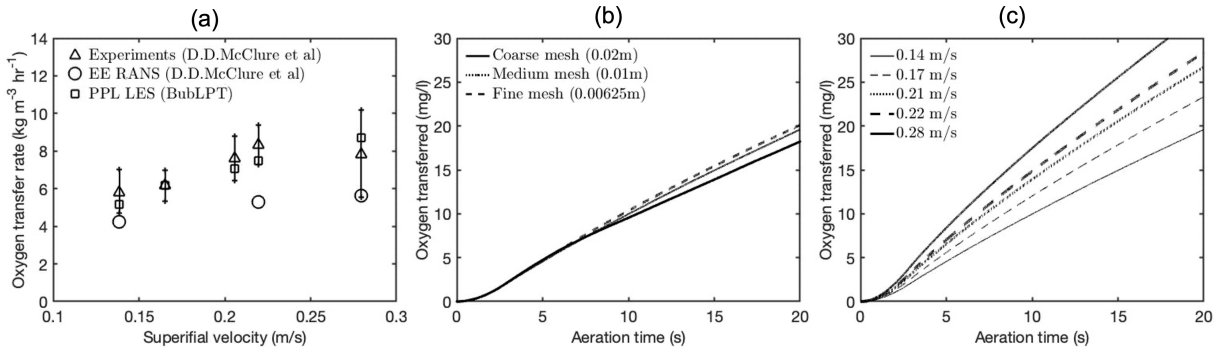 (a)
Oxygen transfer rate (kg m⁻³ hr⁻¹)
14
12
10
8
6
4
2
0
△ Experiments (D.D.McClure et al)
○ EE RANS (D.D.McClure et al)
□ PPL LES (BubLPT)
0.1 0.15 0.2 0.25 0.3
Superifial velocity (m/s)
(b)
Oxygen transferred (mg/l)
30
25
20
15
10
5
0
Coarse mesh (0.02m)
Medium mesh (0.01m)
Fine mesh (0.00625m)
0 5 10 15 20
Aeration time (s)
(c)
Oxygen transferred (mg/l)
30
25
20
15
10
5
0
0.14 m/s
0.17 m/s
0.21 m/s
0.22 m/s
0.28 m/s
0 5 10 15 20
Aeration time (s)